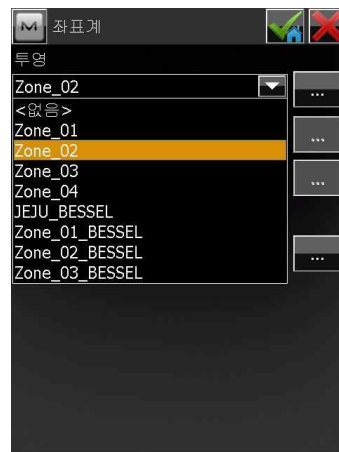 M 좌표계
투영
Zone_02
...
<없음>
Zone_01
...
Zone_02
Zone_03
...
Zone_04
JEJU_BESSEL
Zone_01_BESSEL
Zone_02_BESSEL
...
Zone_03_BESSEL